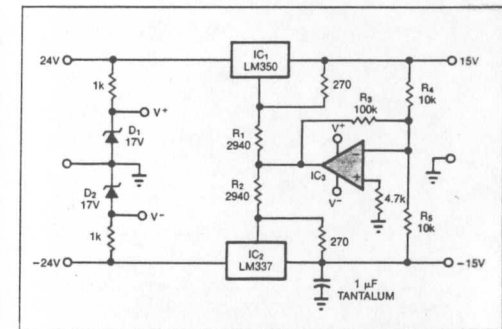 24V
IC1
LM350
15V
1k
270
R4
10k
R3
100k
V+
D1
17V
R1
2940
V+
IC3
V-
R2
2940
D2
17V
V-
4.7k
R5
10k
1k
270
-24V
IC2
LM337
-15V
1 µF
TANTALUM